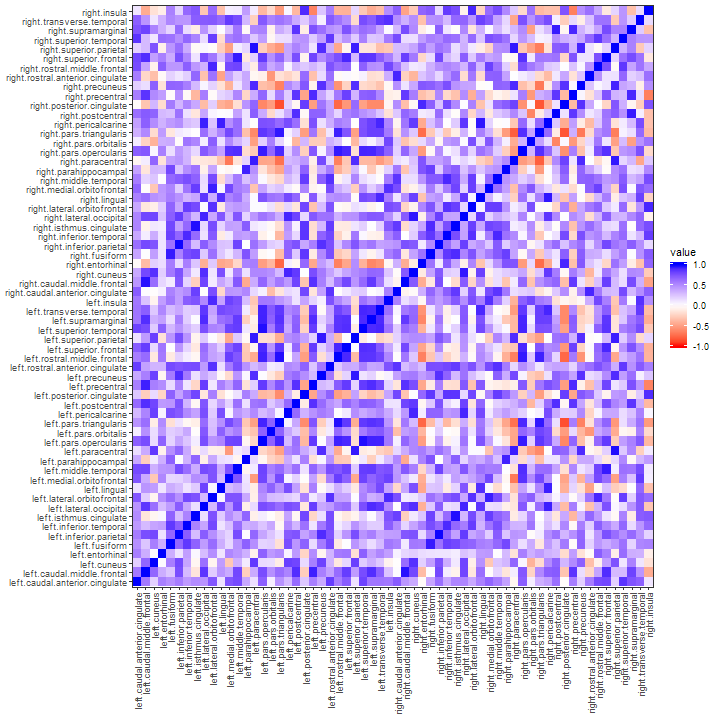 right.insula
right.transverse.temporal
right.supramarginal
right.superior.temporal
right.superior.parietal
right.superior.frontal
right.rostral.middle.frontal
right.rostral.anterior.cingulate
right.precuneus
right.precentral
right.posterior.cingulate
right.postcentral
right.pericalcarine
right.pars.triangularis
right.pars.orbitalis
right.pars.opercularis
right.paracentral
right.parahippocampal
right.middle.temporal
right.medial.orbitofrontal
right.lingual
right.lateral.orbitofrontal
right.lateral.occipital
right.isthmus.cingulate
right.inferior.temporal
right.inferior.parietal
right.fusiform
right.entorhinal
right.cuneus
right.caudal.middle.frontal
right.caudal.anterior.cingulate
left.insula
left.transverse.temporal
left.supramarginal
left.superior.temporal
left.superior.parietal
left.superior.frontal
left.rostral.middle.frontal
left.rostral.anterior.cingulate
left.precuneus
left.precentral
left.posterior.cingulate
left.postcentral
left.pericalcarine
left.pars.triangularis
left.pars.orbitalis
left.pars.opercularis
left.paracentral
left.parahippocampal
left.middle.temporal
left.medial.orbitofrontal
left.lingual
left.lateral.orbitofrontal
left.lateral.occipital
left.isthmus.cingulate
left.inferior.temporal
left.inferior.parietal
left.fusiform
left.entorhinal
left.cuneus
left.caudal.middle.frontal
left.caudal.anterior.cingulate
left.caudal.anterior.cingulate
left.caudal.middle.frontal
left.cuneus
left.entorhinal
left.fusiform
left.inferior.parietal
left.inferior.temporal
left.isthmus.cingulate
left.lateral.occipital
left.lateral.orbitofrontal
left.lingual
left.medial.orbitofrontal
left.middle.temporal
left.parahippocampal
left.paracentral
left.pars.opercularis
left.pars.orbitalis
left.pars.triangularis
left.pericalcarine
left.postcentral
left.posterior.cingulate
left.precentral
left.precuneus
left.rostral.anterior.cingulate
left.rostral.middle.frontal
left.superior.frontal
left.superior.parietal
left.superior.temporal
left.supramarginal
left.transverse.temporal
left.insula
right.caudal.anterior.cingulate
right.caudal.middle.frontal
right.cuneus
right.entorhinal
right.fusiform
right.inferior.parietal
right.inferior.temporal
right.isthmus.cingulate
right.lateral.occipital
right.lateral.orbitofrontal
right.lingual
right.medial.orbitofrontal
right.middle.temporal
right.parahippocampal
right.paracentral
right.pars.opercularis
right.pars.orbitalis
right.pars.triangularis
right.pericalcarine
right.postcentral
right.posterior.cingulate
right.precentral
right.precuneus
right.rostral.anterior.cingulate
right.rostral.middle.frontal
right.superior.frontal
right.superior.parietal
right.superior.temporal
right.supramarginal
right.transverse.temporal
right.insula
value
1.0
0.5
0.0
-0.5
-1.0